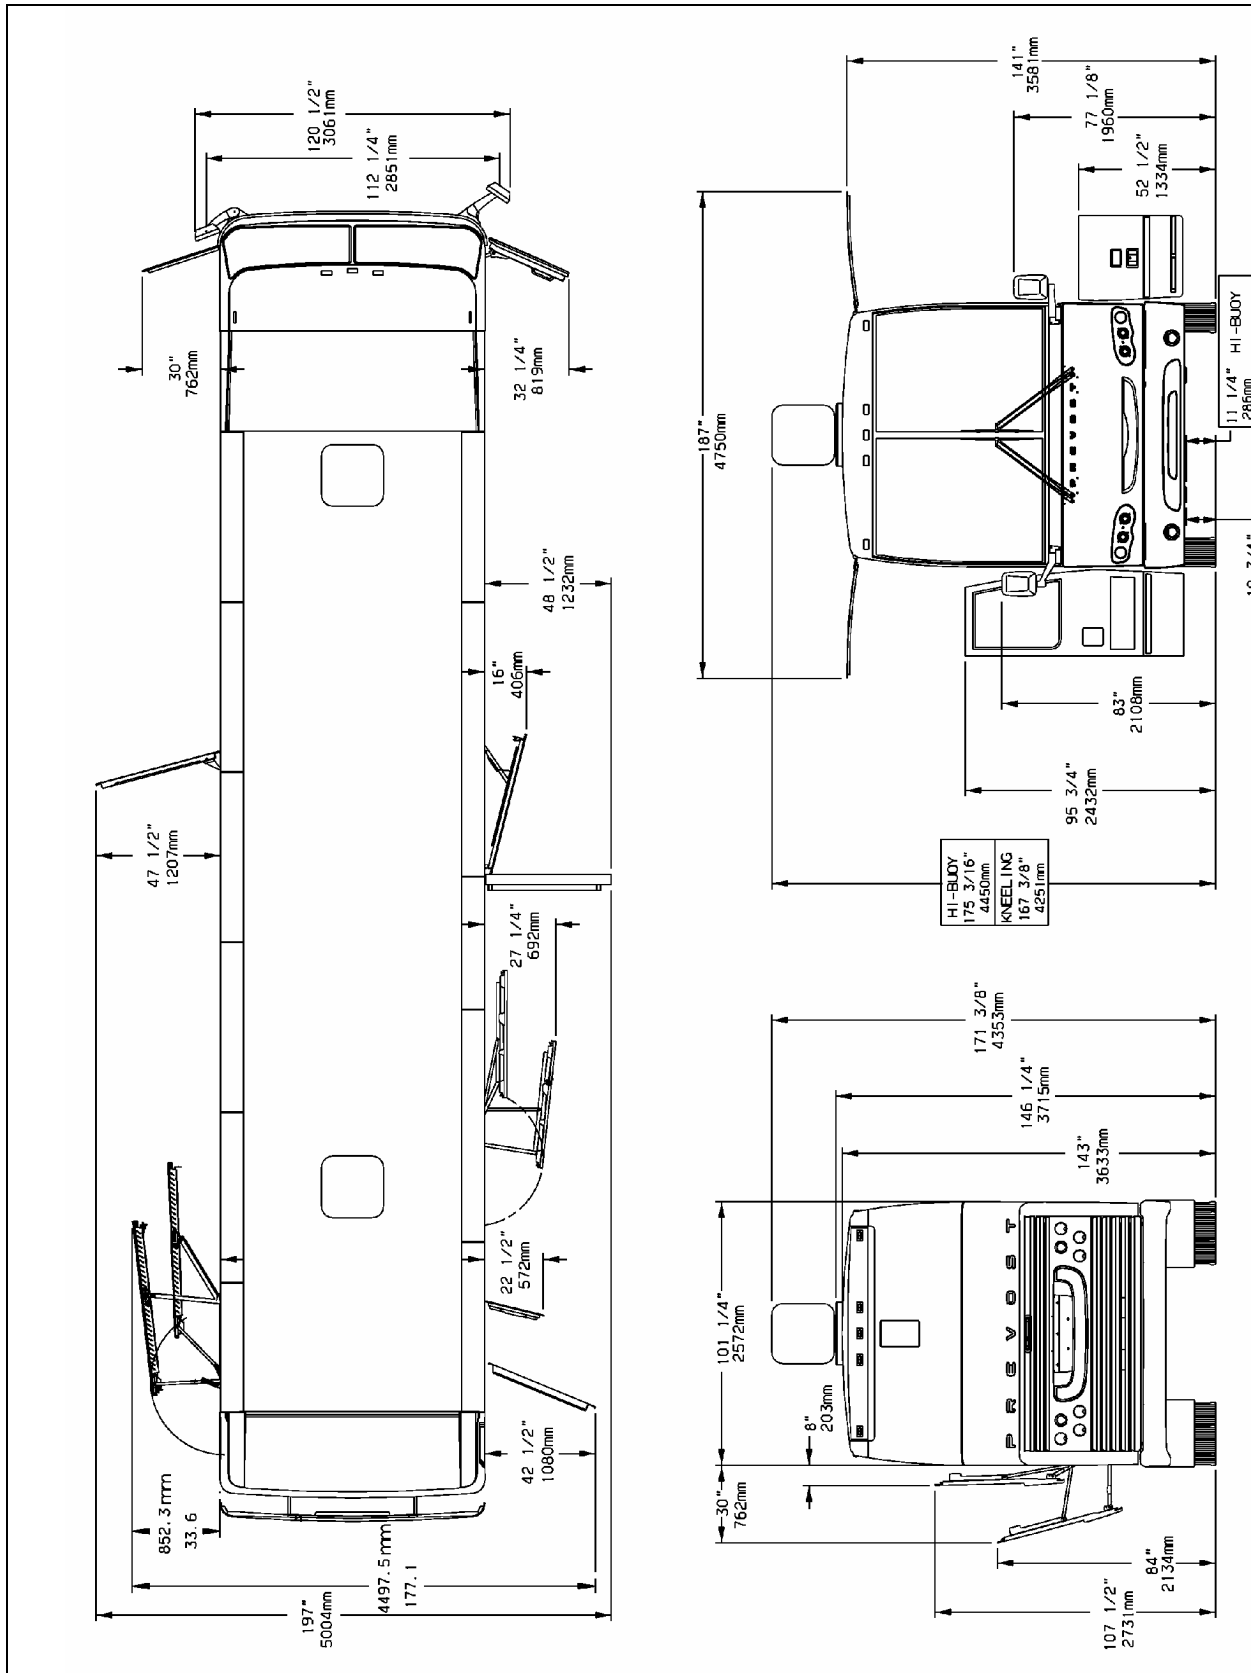 120 1/2"
3061mm
112 1/4"
2851mm
30"
762mm
32 1/4"
819mm
48 1/2"
1232mm
16"
406mm
47 1/2"
1207mm
27 1/4"
692mm
22 1/2"
572mm
42 1/2"
1080mm
852.3mm
33.6
4497.5mm
177.1
197"
5004mm
141"
3581mm
77 1/8"
1960mm
52 1/2"
1334mm
187"
4750mm
PREVOST
11 1/4" HI-BUOY
286mm
83"
2108mm
95 3/4"
2432mm
HI-BUOY
175 3/16"
4450mm
KNEELING
167 3/8"
4251mm
171 3/8"
4353mm
146 1/4"
3715mm
143"
3633mm
101 1/4"
2572mm
PREVOST
8"
203mm
30"
762mm
84"
2134mm
107 1/2"
2731mm